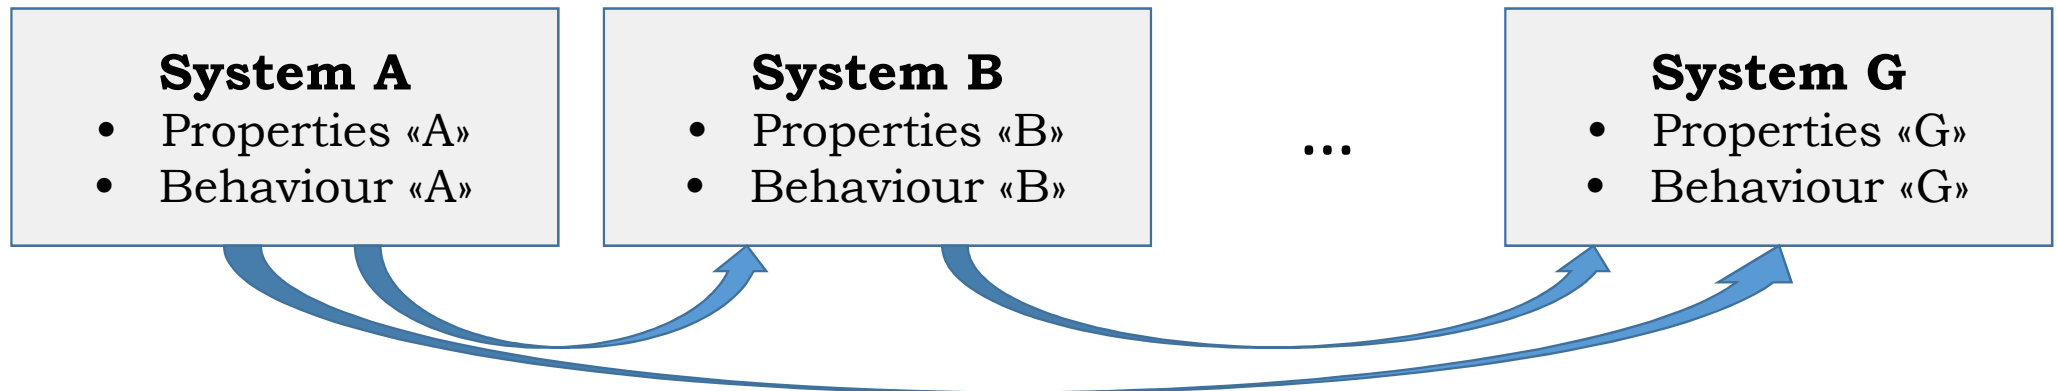 System A
• Properties «A»
• Behaviour «A»
System B
• Properties «B»
• Behaviour «B»
...
System G
• Properties «G»
• Behaviour «G»